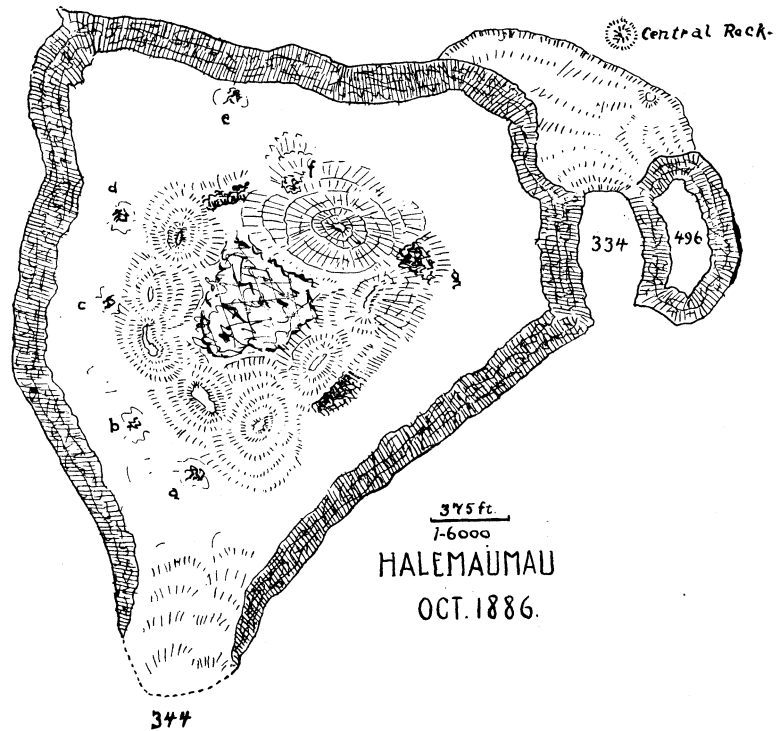 Central Rock-
e
f
d
334
496
g
c
b
a
375 ft.
1-6000
HALEMAUMAU
OCT. 1886.
344